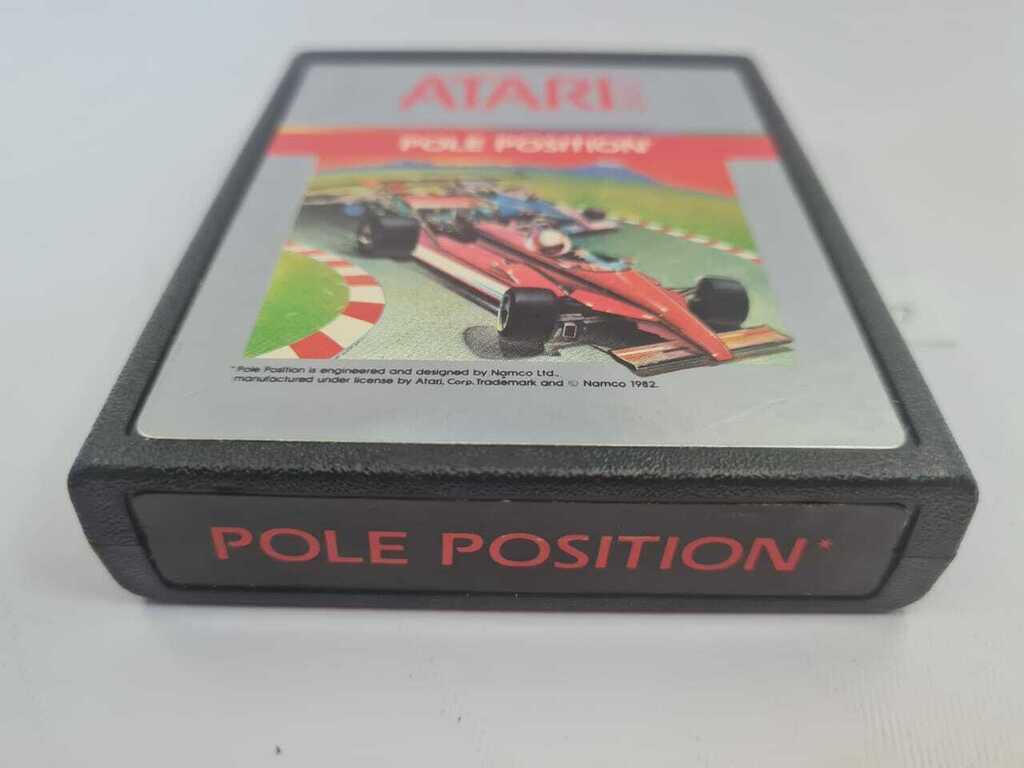 ATARI
POLE POSITION*
* Pole Position is engineered and designed by Namco Ltd.,
manufactured under license by Atari, Corp. Trademark and © Namco 1982.
POLE POSITION*